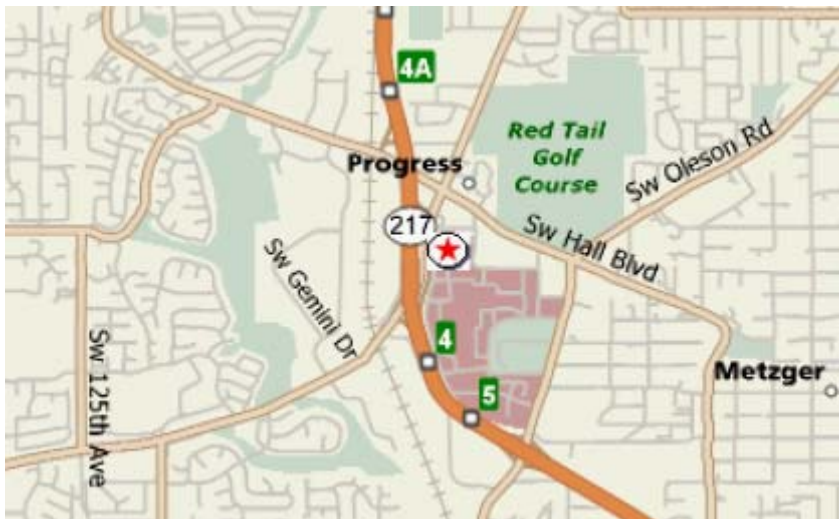 4A
Red Tail
Golf
Course
Progress
Sw Oleson Rd
217
Sw Hall Blvd
Sw Gemini Dr
Sw 125th Ave
4
Metzger
5